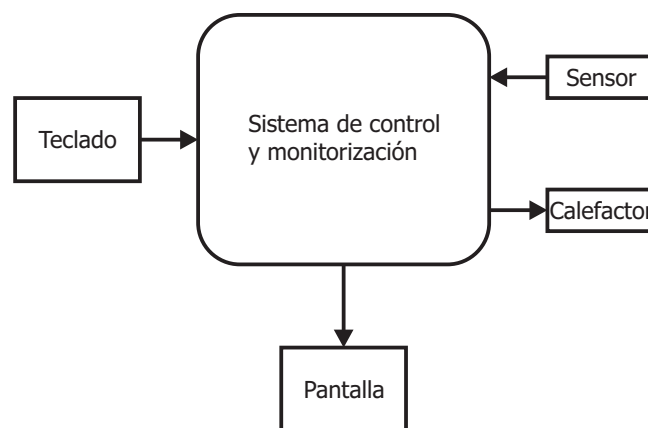 Sensor
Sistema de control
y monitorización
Teclado
Calefactor
Pantalla